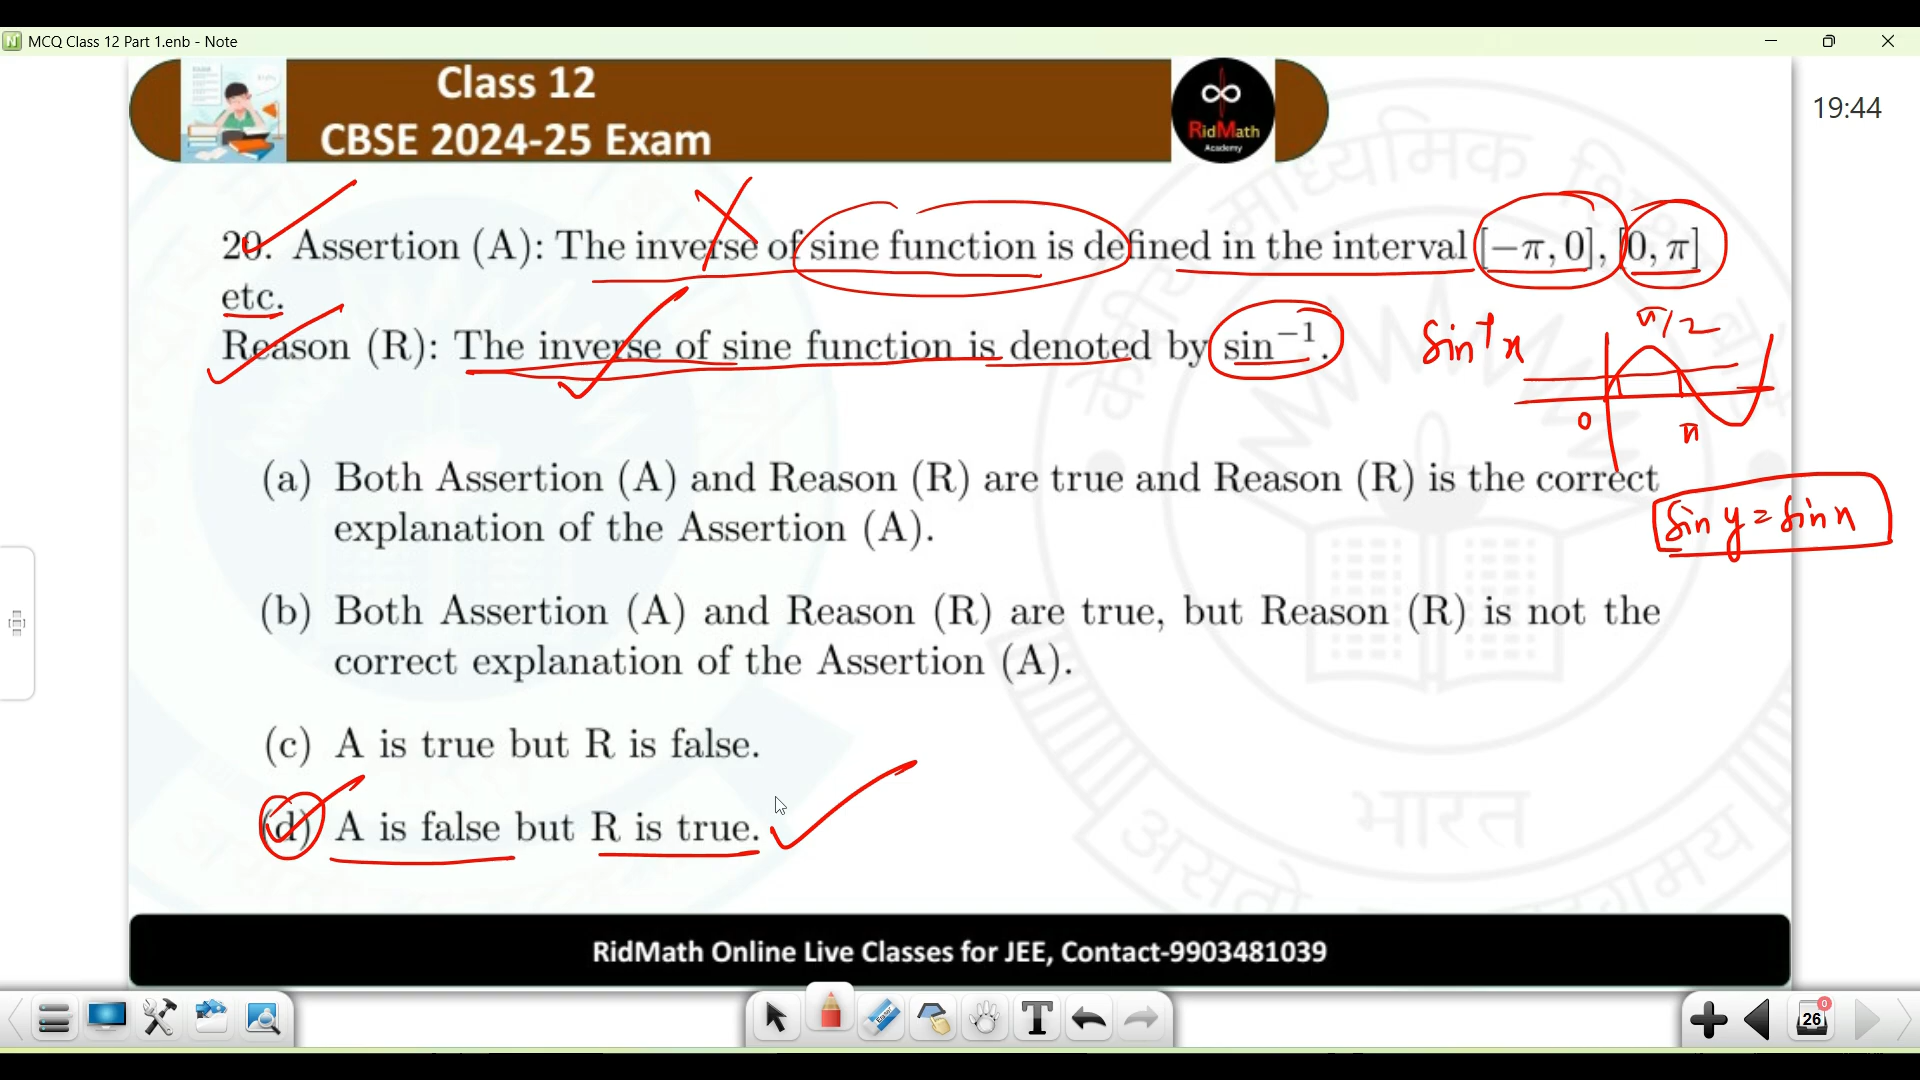 MCQ Class 12 Part 1.enb - Note
Class 12
CBSE 2024-25 Exam
RidMath
Academy
19:44
20. Assertion (A): The inverse of sine function is defined in the interval [−π, 0], [0, π]
etc.
Reason (R): The inverse of sine function is denoted by sin⁻¹.
sin⁻¹x
π/2
0
π
(a) Both Assertion (A) and Reason (R) are true and Reason (R) is the correct
explanation of the Assertion (A).
sin y = sin x
(b) Both Assertion (A) and Reason (R) are true, but Reason (R) is not the
correct explanation of the Assertion (A).
(c) A is true but R is false.
(d) A is false but R is true.
भारत
RidMath Online Live Classes for JEE, Contact-9903481039
T
0
26